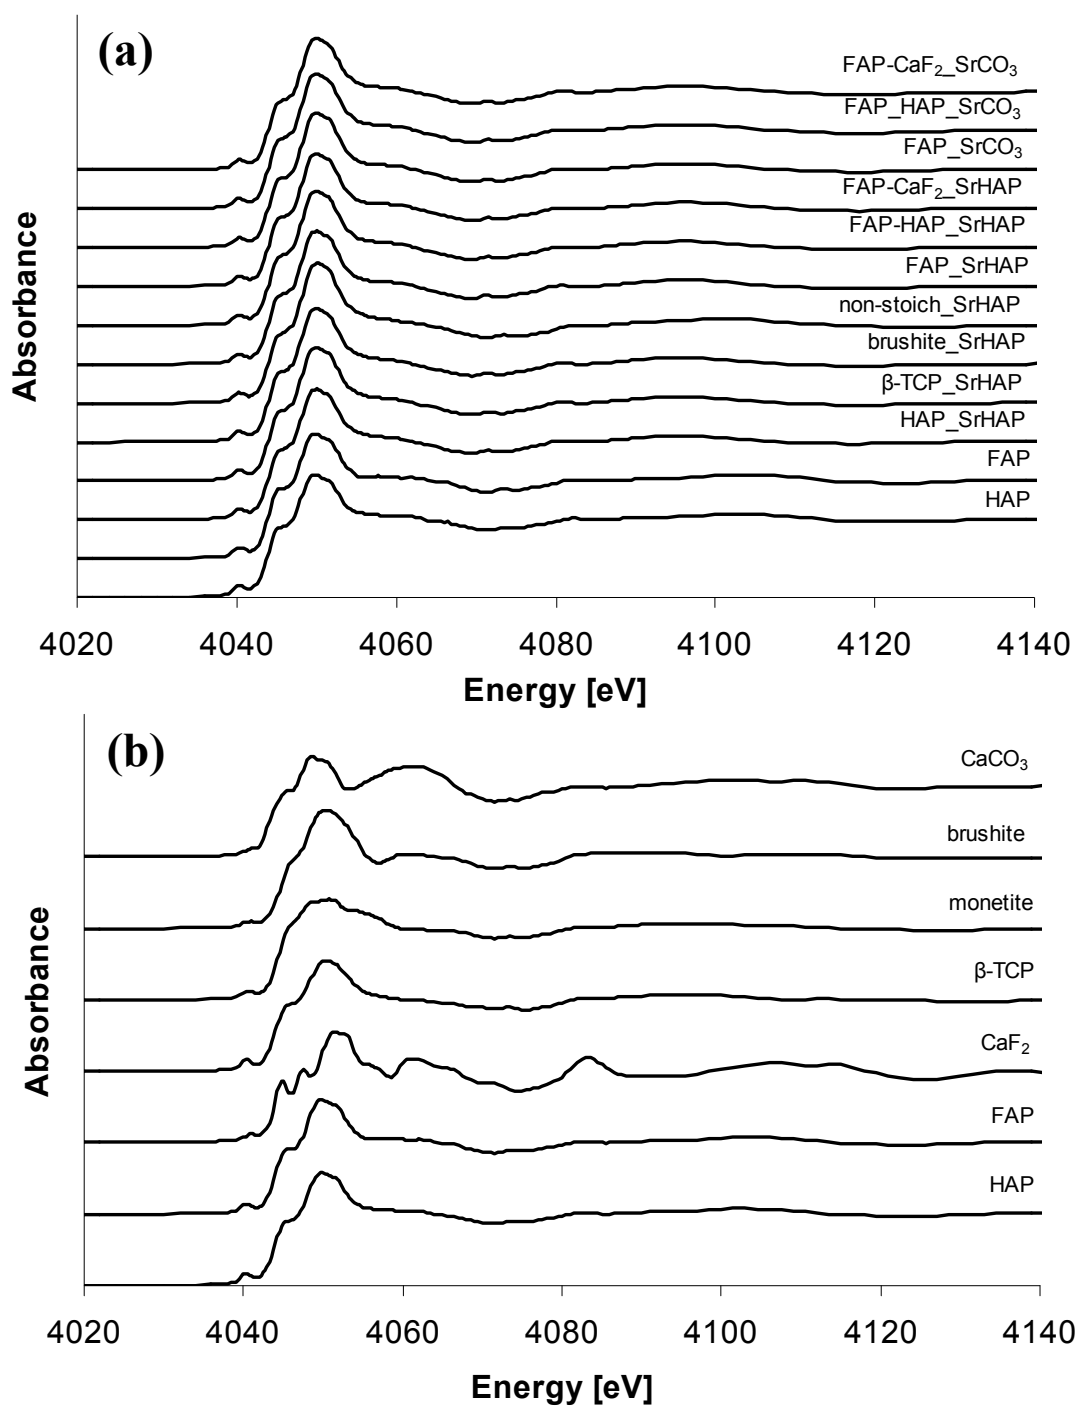 (a)
FAP-CaF₂_SrCO₃
FAP_HAP_SrCO₃
FAP_SrCO₃
FAP-CaF₂_SrHAP
FAP-HAP_SrHAP
FAP_SrHAP
non-stoich_SrHAP
brushite_SrHAP
β-TCP_SrHAP
HAP_SrHAP
FAP
HAP
Absorbance
4020 4040 4060 4080 4100 4120 4140
Energy [eV]
(b)
CaCO₃
brushite
monetite
β-TCP
CaF₂
FAP
HAP
Absorbance
4020 4040 4060 4080 4100 4120 4140
Energy [eV]